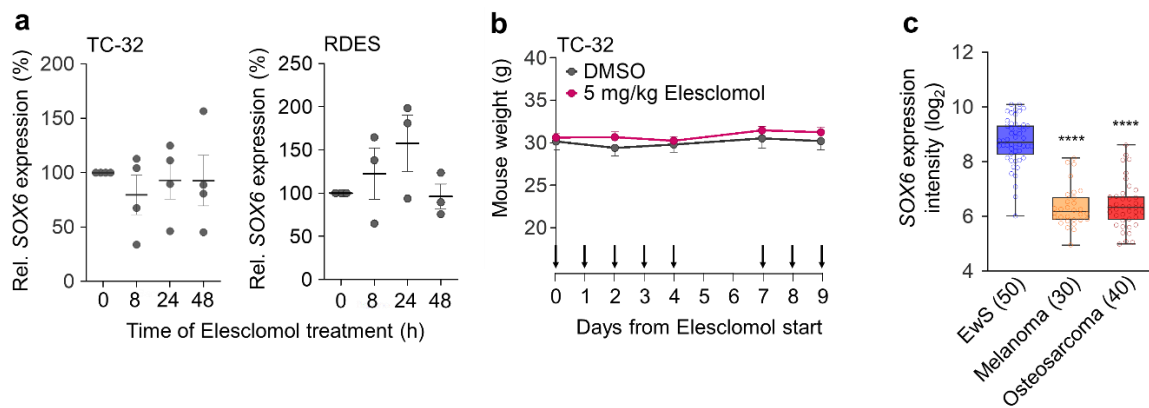 a
TC-32
Rel. SOX6 expression (%)
200
150
100
50
0
0 8 24 48
RDES
Rel. SOX6 expression (%)
250
200
150
100
50
0
0 8 24 48
Time of Elesclomol treatment (h)
b
TC-32
DMSO
5 mg/kg Elesclomol
Mouse weight (g)
40
30
20
0 1 2 3 4 5 6 7 8 9
Days from Elesclomol start
c
SOX6 expression
intensity (log2)
12
10
8
6
4
****
****
EwS (50)
Melanoma (30)
Osteosarcoma (40)